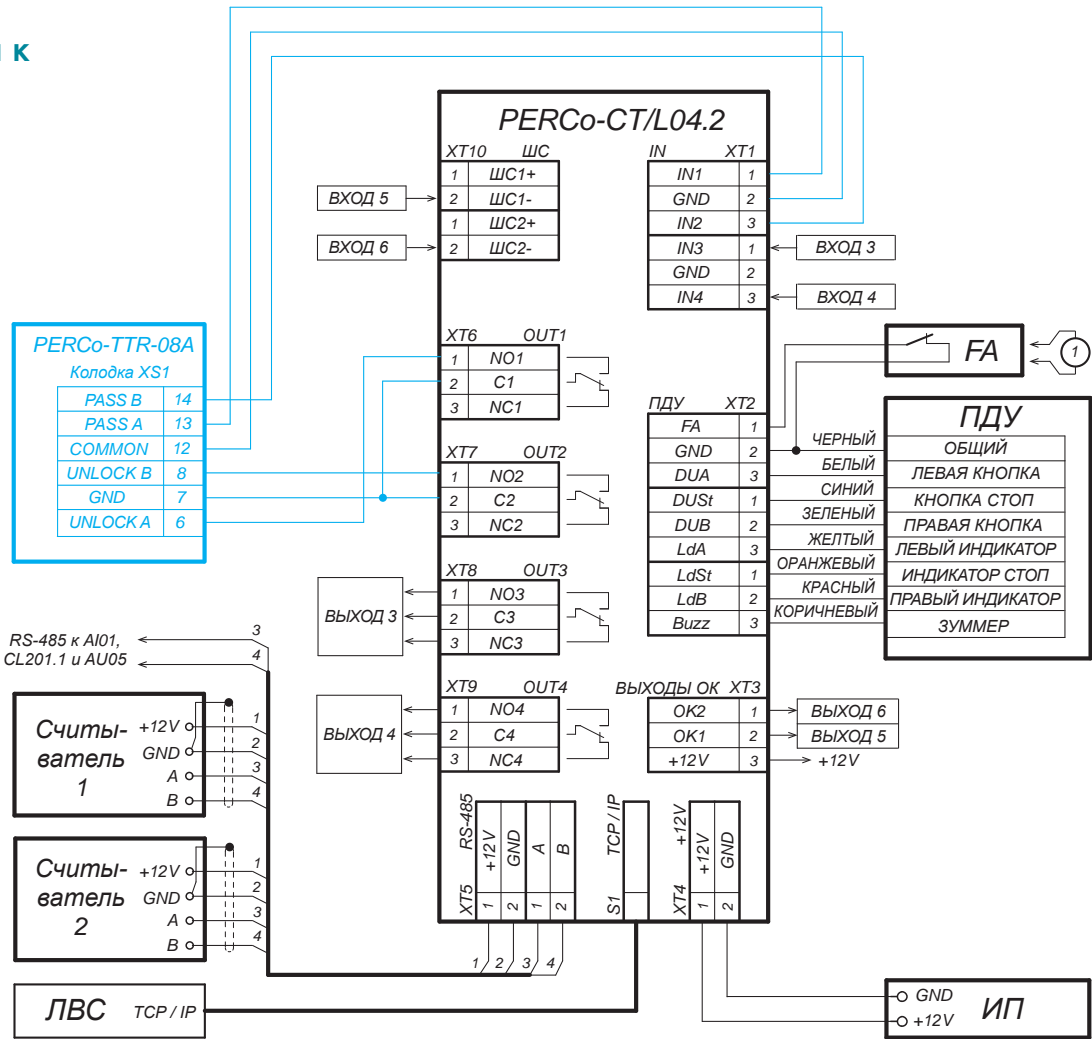 К
PERCo-CT/L04.2
XT10 ШС
1 ШС1+
2 ШС1-
1 ШС2+
2 ШС2-
ВХОД 5
ВХОД 6
IN XT1
IN1 1
GND 2
IN2 3
IN3 1
GND 2
IN4 3
ВХОД 3
ВХОД 4
PERCo-TTR-08A
Колодка XS1
PASS B 14
PASS A 13
COMMON 12
UNLOCK B 8
GND 7
UNLOCK A 6
XT6 OUT1
1 NO1
2 C1
3 NC1
XT7 OUT2
1 NO2
2 C2
3 NC2
XT8 OUT3
1 NO3
2 C3
3 NC3
ВЫХОД 3
XT9 OUT4
1 NO4
2 C4
3 NC4
ВЫХОД 4
FA
1
ПДУ XT2
FA 1
GND 2
DUA 3
DUSt 1
DUB 2
LdA 3
LdSt 1
LdB 2
Buzz 3
ЧЕРНЫЙ
БЕЛЫЙ
СИНИЙ
ЗЕЛЕНЫЙ
ЖЕЛТЫЙ
ОРАНЖЕВЫЙ
КРАСНЫЙ
КОРИЧНЕВЫЙ
ПДУ
ОБЩИЙ
ЛЕВАЯ КНОПКА
КНОПКА СТОП
ПРАВАЯ КНОПКА
ЛЕВЫЙ ИНДИКАТОР
ИНДИКАТОР СТОП
ПРАВЫЙ ИНДИКАТОР
ЗУММЕР
ВЫХОДЫ ОК XT3
OK2 1
OK1 2
+12V 3
ВЫХОД 6
ВЫХОД 5
+12V
RS-485 к AI01,
CL201.1 и AU05
3
4
Считы-
ватель
1
+12V
GND
A
B
1
2
3
4
Считы-
ватель
2
+12V
GND
A
B
1
2
3
4
XT5 RS-485
1 +12V
2 GND
1 A
2 B
1 2 3 4
S1 TCP / IP
XT4 +12V
1 +12V
2 GND
ЛВС TCP / IP
GND
+12V
ИП